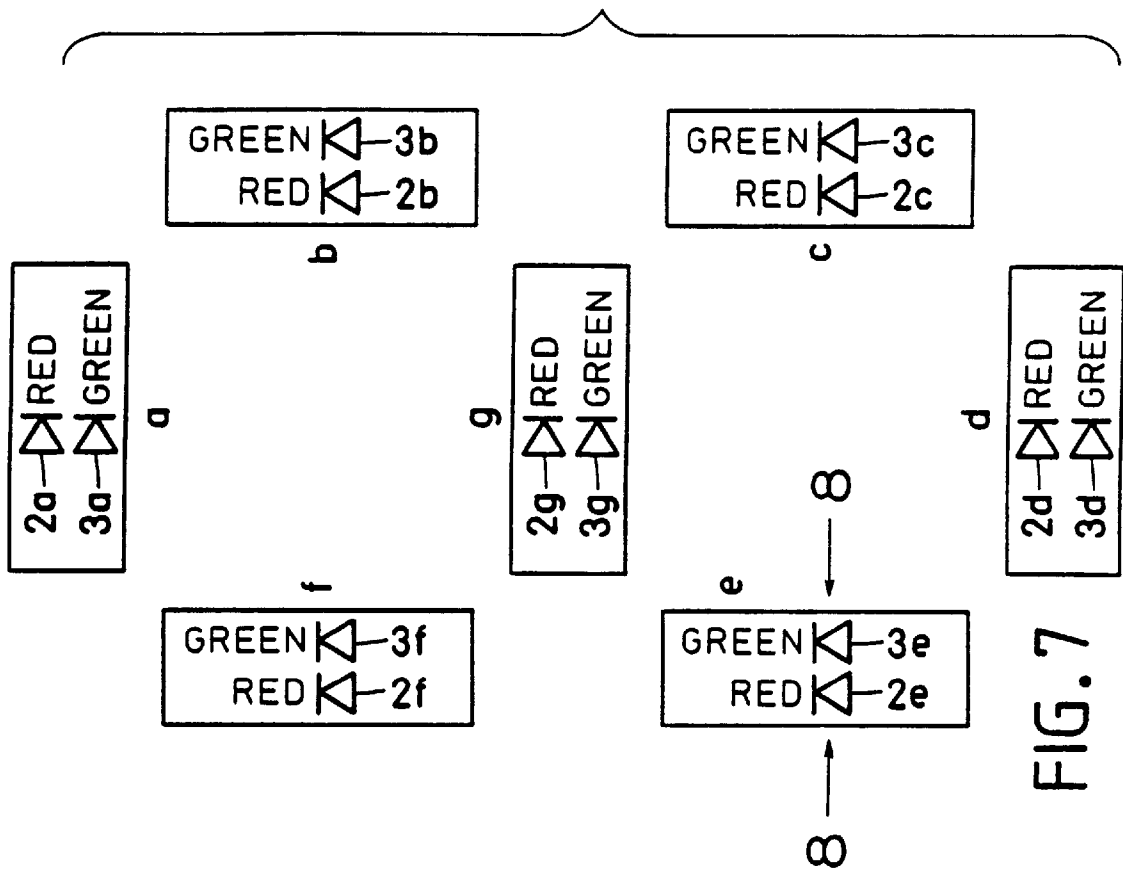 2a RED
3a GREEN
a
GREEN 3b
RED 2b
b
f
GREEN 3f
RED 2f
g
2g RED
3g GREEN
GREEN 3c
RED 2c
c
e
8
GREEN 3e
RED 2e
8
d
2d RED
3d GREEN
FIG. 7